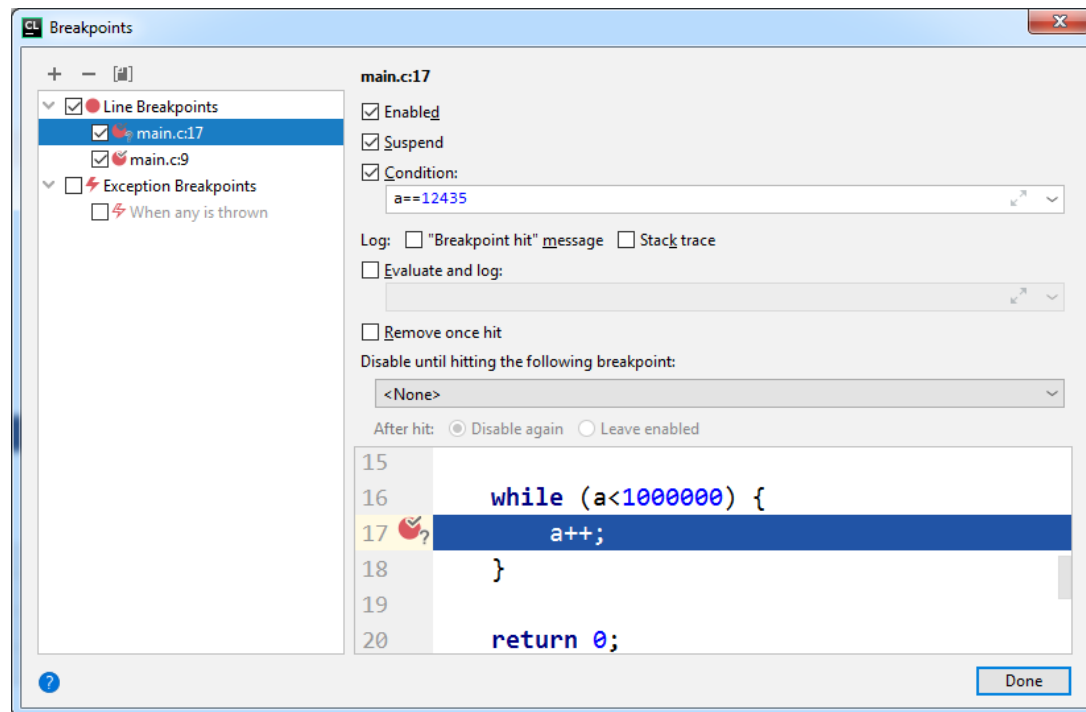 CL Breakpoints
main.c:17
Line Breakpoints
main.c:17
main.c:9
Exception Breakpoints
When any is thrown
Enabled
Suspend
Condition:
a==12435
Log: "Breakpoint hit" message Stack trace
Evaluate and log:
Remove once hit
Disable until hitting the following breakpoint:
<None>
After hit: Disable again Leave enabled
15
16 while (a<1000000) {
17 a++;
18 }
19
20 return 0;
Done